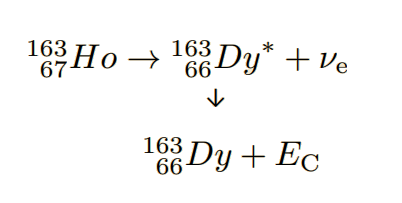 ¹⁶³₆₇Ho → ¹⁶³₆₆Dy* + νₑ
↓
¹⁶³₆₆Dy + E_C